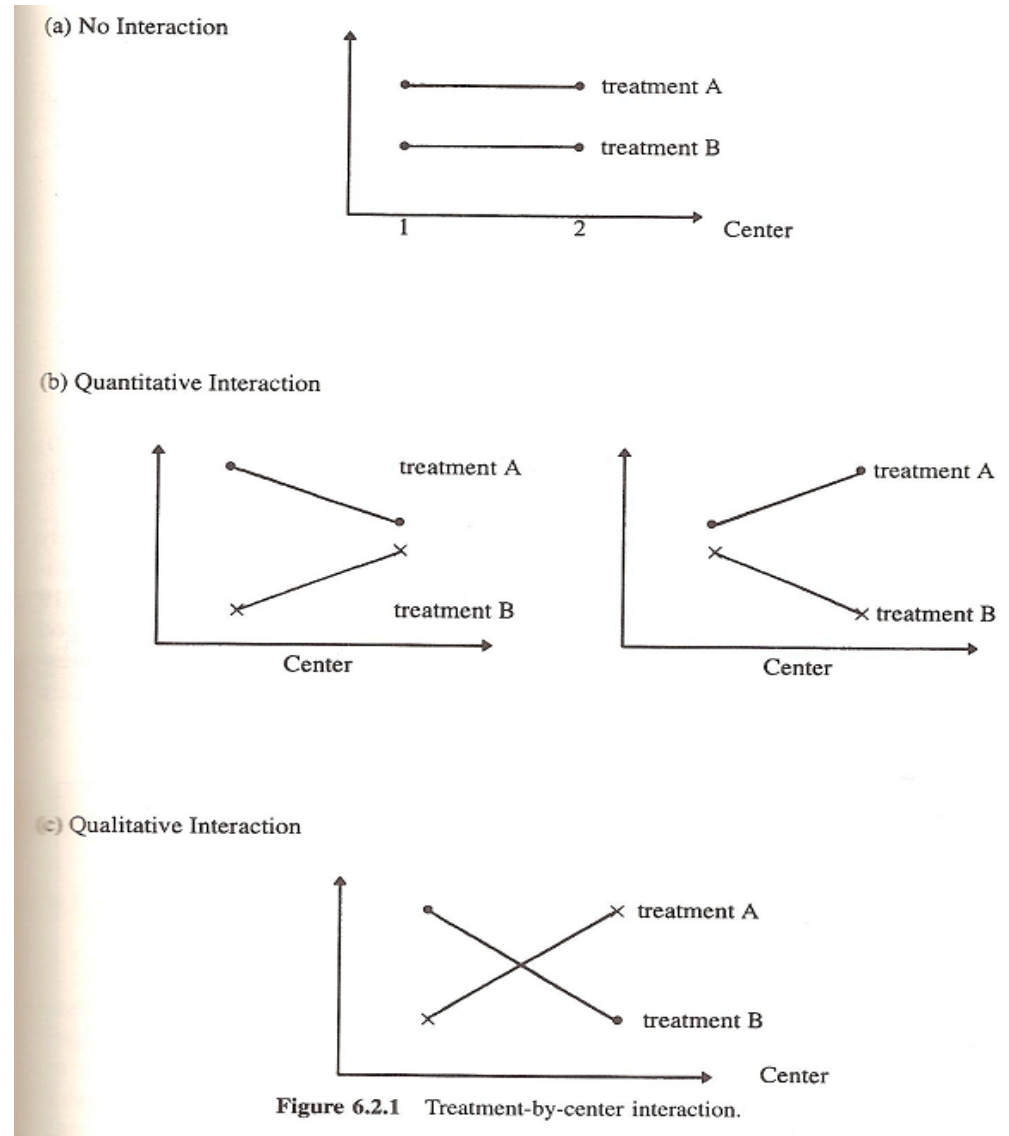 (a) No Interaction
treatment A
treatment B
1 2 Center
(b) Quantitative Interaction
treatment A treatment A
treatment B treatment B
Center Center
(c) Qualitative Interaction
treatment A
treatment B
Center
Figure 6.2.1 Treatment-by-center interaction.